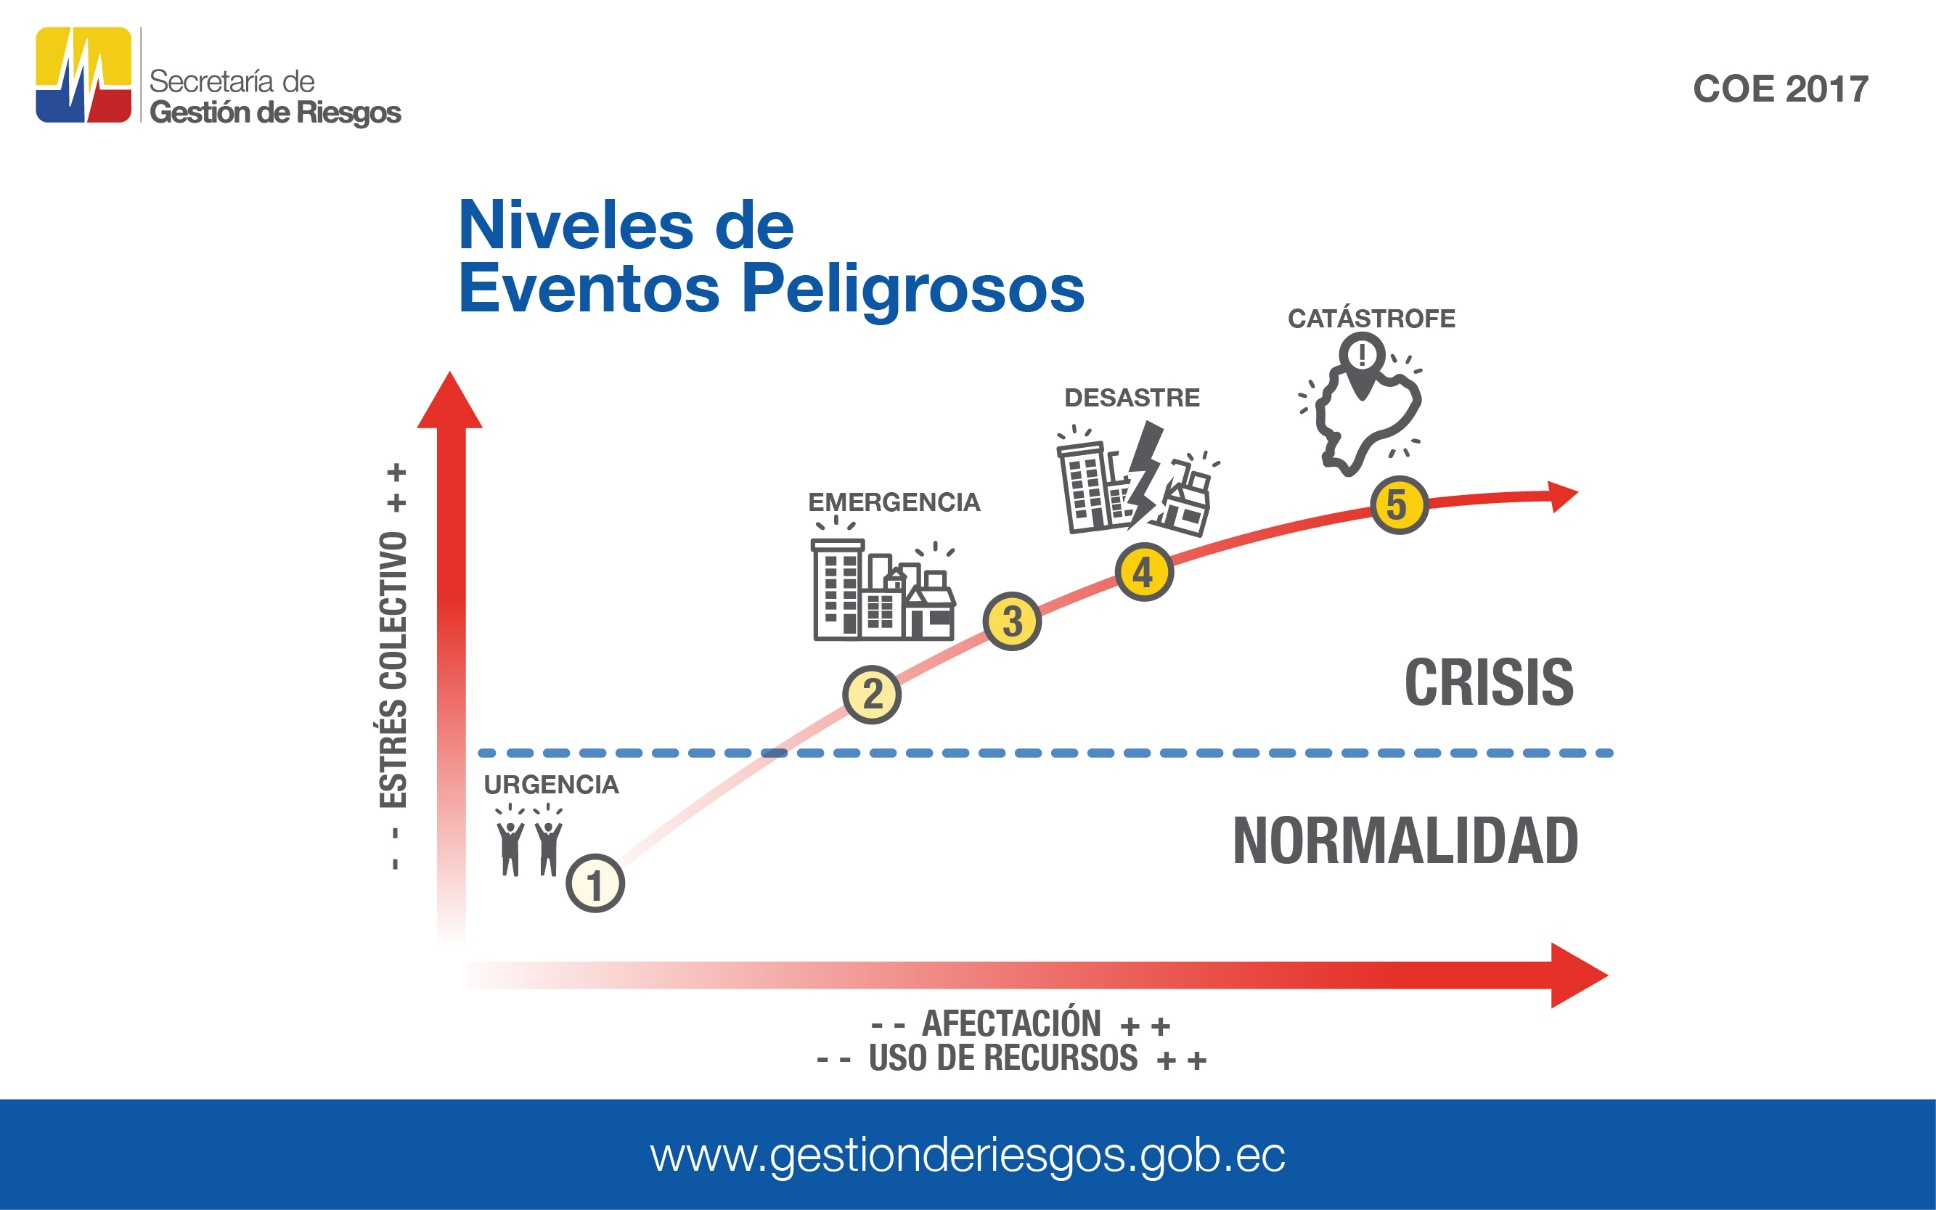 Secretaría de
Gestión de Riesgos
COE 2017
Niveles de
Eventos Peligrosos
CATÁSTROFE
!
DESASTRE
EMERGENCIA
5
4
3
2
CRISIS
- - ESTRÉS COLECTIVO + +
URGENCIA
NORMALIDAD
1
- - AFECTACIÓN + +
- - USO DE RECURSOS + +
www.gestionderiesgos.gob.ec